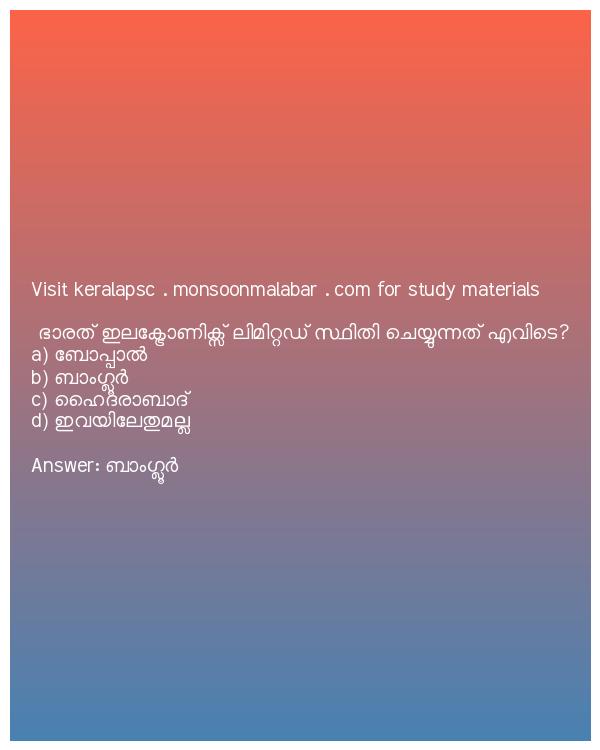 Visit keralapsc . monsoonmalabar . com for study materials
ഭാരത് ഇലക്ട്രോണിക്സ് ലിമിറ്റഡ് സ്ഥിതി ചെയ്യുന്നത് എവിടെ?
a) ബോപ്പാൽ
b) ബാംഗ്ലൂർ
c) ഹൈദരാബാദ്
d) ഇവയിലേതുമല്ല
Answer: ബാംഗ്ലൂർ